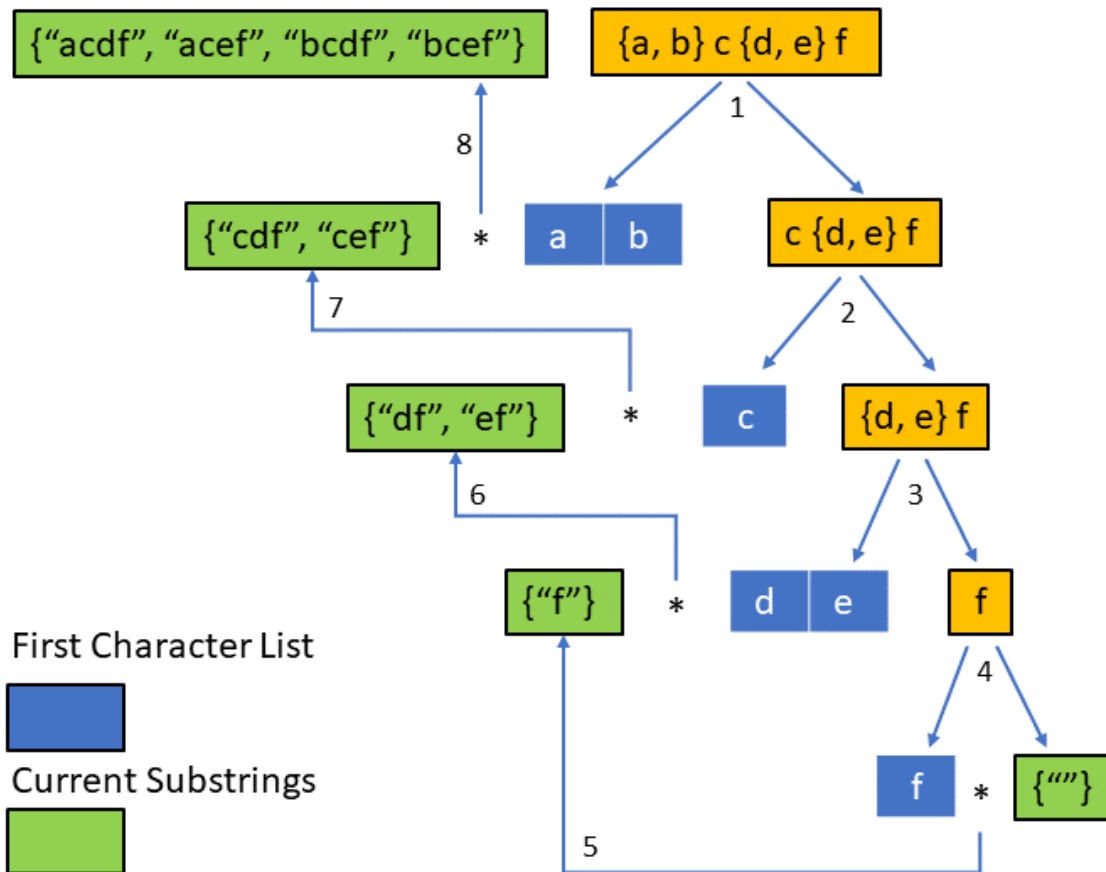 {“acdf”, “acef”, “bcdf”, “bcef”} {a, b} c {d, e} f
1
8
{“cdf”, “cef”} * a b c {d, e} f
7 2
{“df”, “ef”} * c {d, e} f
6 3
{“f”} * d e f
First Character List
4
Current Substrings
f * {“”}
5